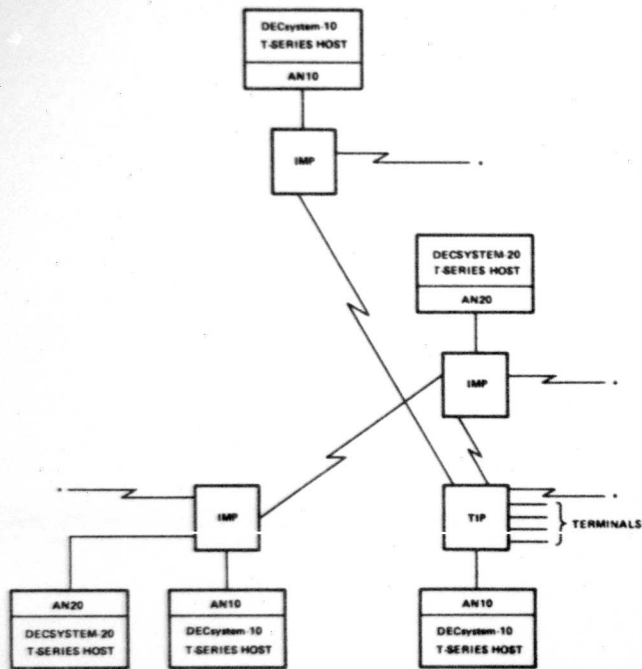 DECsystem-10
T-SERIES HOST
AN10
IMP
DECSYSTEM-20
T-SERIES HOST
AN20
IMP
IMP
TIP
TERMINALS
AN20
DECSYSTEM-20
T-SERIES HOST
AN10
DECsystem-10
T-SERIES HOST
AN10
DECsystem-10
T-SERIES HOST